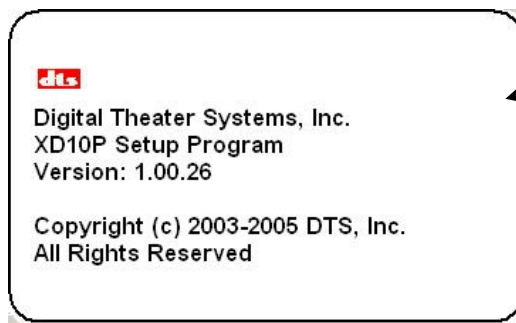 dts
Digital Theater Systems, Inc.
XD10P Setup Program
Version: 1.00.26
Copyright (c) 2003-2005 DTS, Inc.
All Rights Reserved